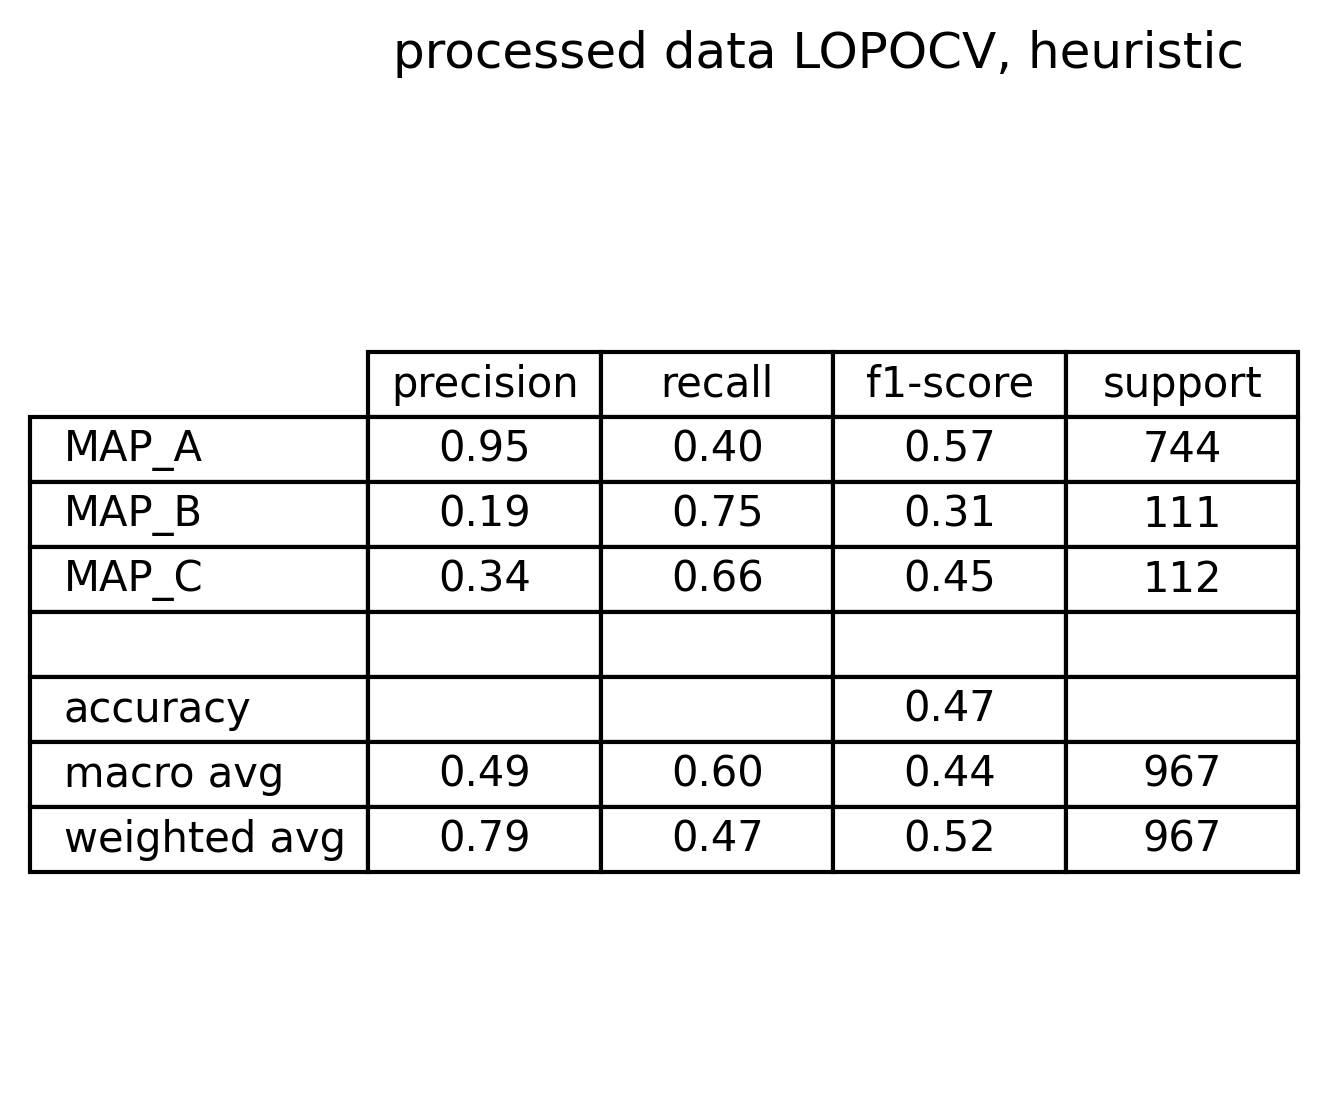 processed data LOPOCV, heuristic
precision recall f1-score support
MAP_A 0.95 0.40 0.57 744
MAP_B 0.19 0.75 0.31 111
MAP_C 0.34 0.66 0.45 112
accuracy 0.47
macro avg 0.49 0.60 0.44 967
weighted avg 0.79 0.47 0.52 967